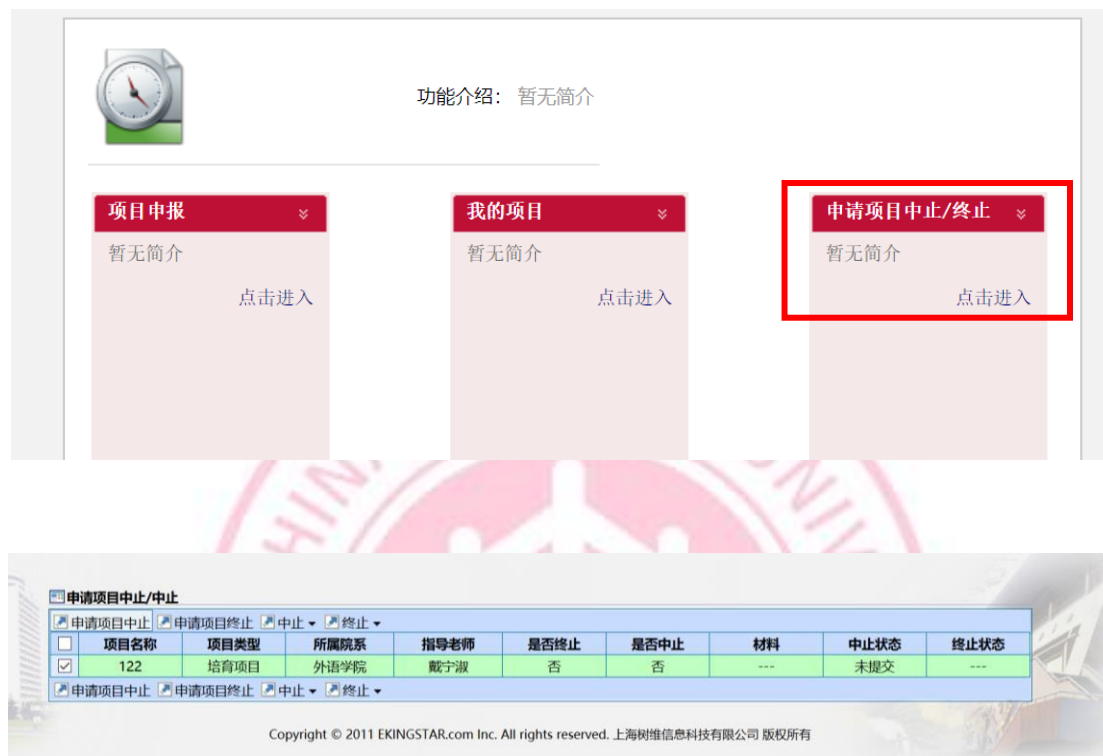 功能介绍： 暂无简介
项目申报 我的项目 申请项目中止/终止
暂无简介 暂无简介 暂无简介
点击进入 点击进入 点击进入
申请项目中止/中止
申请项目中止 申请项目终止 中止 终止
项目名称 项目类型 所属院系 指导老师 是否终止 是否中止 材料 中止状态 终止状态
122 培育项目 外语学院 戴宁淑 否 否 --- 未提交 ---
申请项目中止 申请项目终止 中止 终止
Copyright © 2011 EKINGSTAR.com Inc. All rights reserved. 上海树维信息科技有限公司 版权所有